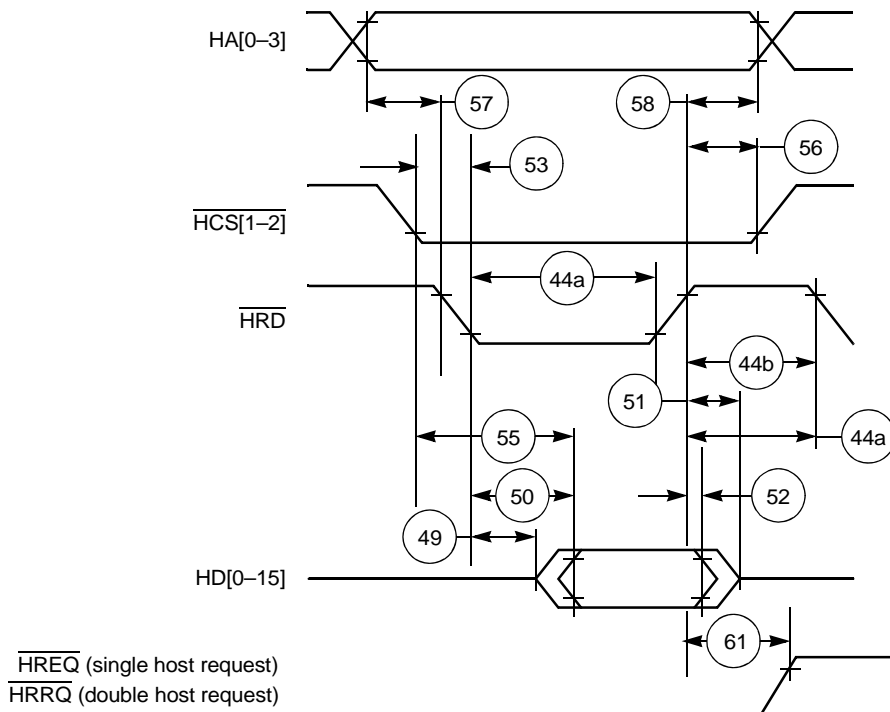 HA[0–3]
57
58
53
56
HCS[1–2]
44a
HRD
44b
51
55
44a
50
52
49
HD[0–15]
61
HREQ (single host request)
HRRQ (double host request)